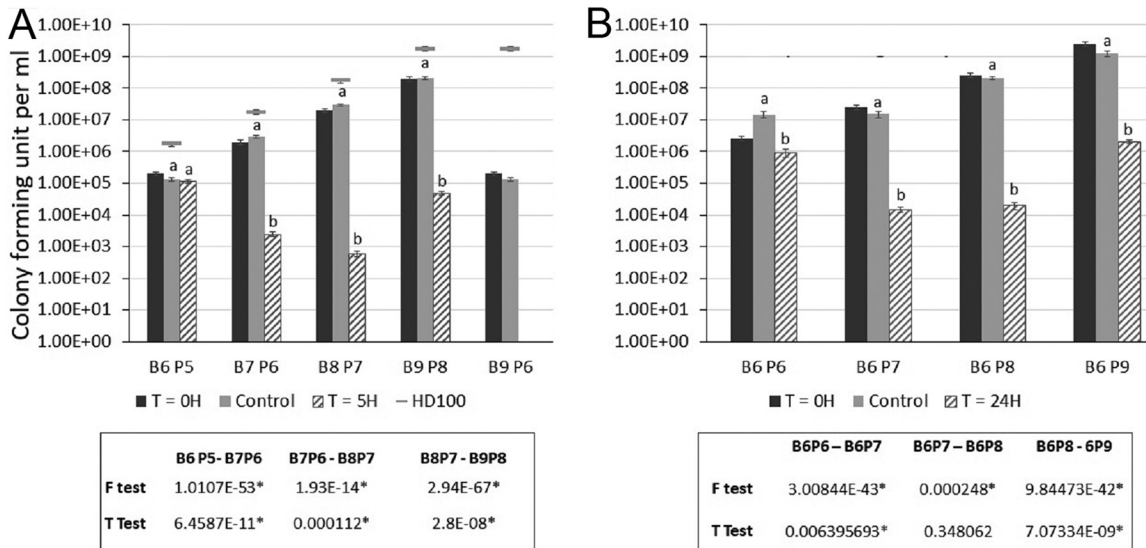 A
Colony forming unit per ml
1.00E+10
1.00E+09
1.00E+08
1.00E+07
1.00E+06
1.00E+05
1.00E+04
1.00E+03
1.00E+02
1.00E+01
1.00E+00
a
a
a
b
a
b
a
b
B6 P5
B7 P6
B8 P7
B9 P8
B9 P6
T = 0H Control T = 5H HD100
B6 P5- B7P6 B7P6 - B8P7 B8P7 - B9P8
F test 1.0107E-53* 1.93E-14* 2.94E-67*
T Test 6.4587E-11* 0.000112* 2.8E-08*
B
1.00E+10
1.00E+09
1.00E+08
1.00E+07
1.00E+06
1.00E+05
1.00E+04
1.00E+03
1.00E+02
1.00E+01
1.00E+00
a
b
a
b
a
b
a
b
B6 P6
B6 P7
B6 P8
B6 P9
T = 0H Control T = 24H
B6P6 – B6P7 B6P7 – B6P8 B6P8 - 6P9
F test 3.00844E-43* 0.000248* 9.84473E-42*
T Test 0.006395693* 0.348062 7.07334E-09*